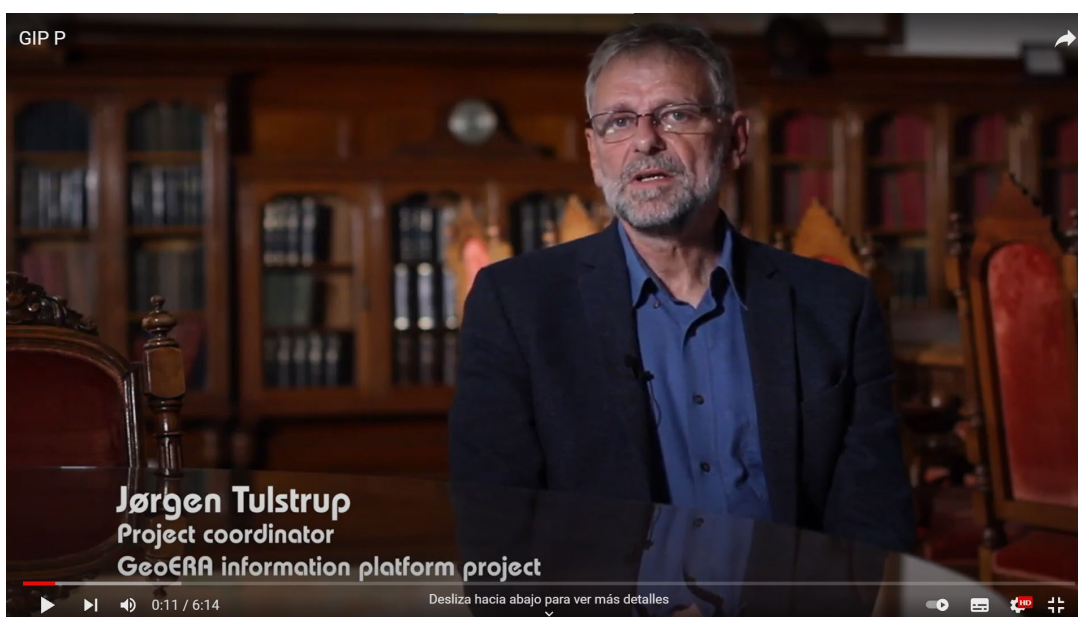 GIP P
Jørgen Tulstrup
Project coordinator
GeoERA information platform project
0:11 / 6:14
Desliza hacia abajo para ver más detalles
HD